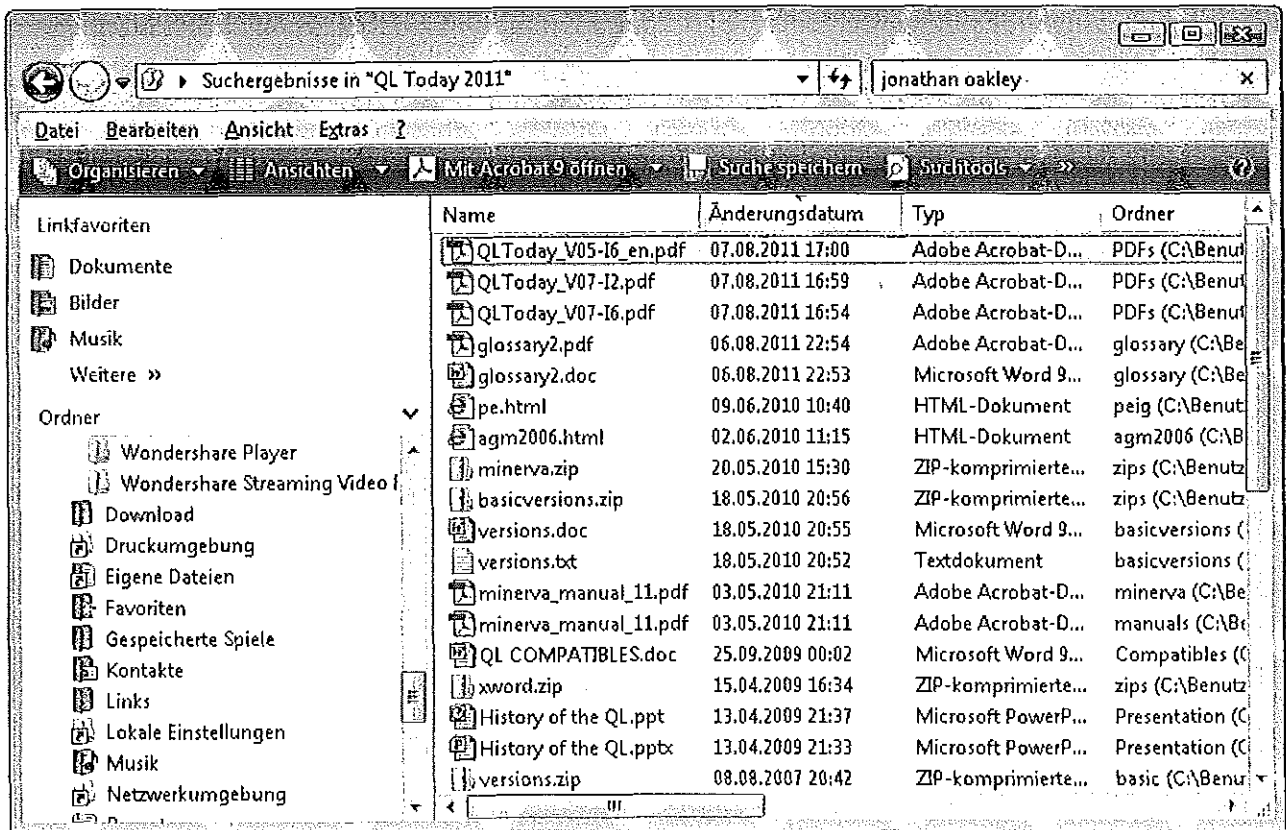 Suchergebnisse in "QL Today 2011"
jonathan oakley
Datei Bearbeiten Ansicht Extras ?
Organisieren Ansichten Mit Acrobat 9 öffnen Suche speichern Suchtools »
Linkfavoriten
Dokumente
Bilder
Musik
Weitere »
Ordner
Wondershare Player
Wondershare Streaming Video
Download
Druckumgebung
Eigene Dateien
Favoriten
Gespeicherte Spiele
Kontakte
Links
Lokale Einstellungen
Musik
Netzwerkumgebung
Name Änderungsdatum Typ Ordner
QLToday_V05-I6_en.pdf 07.08.2011 17:00 Adobe Acrobat-D... PDFs (C:\Benut
QLToday_V07-I2.pdf 07.08.2011 16:59 Adobe Acrobat-D... PDFs (C:\Benut
QLToday_V07-I6.pdf 07.08.2011 16:54 Adobe Acrobat-D... PDFs (C:\Benut
glossary2.pdf 06.08.2011 22:54 Adobe Acrobat-D... glossary (C:\Be
glossary2.doc 06.08.2011 22:53 Microsoft Word 9... glossary (C:\Be
pe.html 09.06.2010 10:40 HTML-Dokument peig (C:\Benut
agm2006.html 02.06.2010 11:15 HTML-Dokument agm2006 (C:\B
minerva.zip 20.05.2010 15:30 ZIP-komprimierte... zips (C:\Benutz
basicversions.zip 18.05.2010 20:56 ZIP-komprimierte... zips (C:\Benutz
versions.doc 18.05.2010 20:55 Microsoft Word 9... basicversions (
versions.txt 18.05.2010 20:52 Textdokument basicversions (
minerva_manual_11.pdf 03.05.2010 21:11 Adobe Acrobat-D... minerva (C:\Be
minerva_manual_11.pdf 03.05.2010 21:11 Adobe Acrobat-D... manuals (C:\Be
QL COMPATIBLES.doc 25.09.2009 00:02 Microsoft Word 9... Compatibles (C
xword.zip 15.04.2009 16:34 ZIP-komprimierte... zips (C:\Benutz
History of the QL.ppt 13.04.2009 21:37 Microsoft PowerP... Presentation (C
History of the QL.pptx 13.04.2009 21:33 Microsoft PowerP... Presentation (C
versions.zip 08.08.2007 20:42 ZIP-komprimierte... basic (C:\Benu